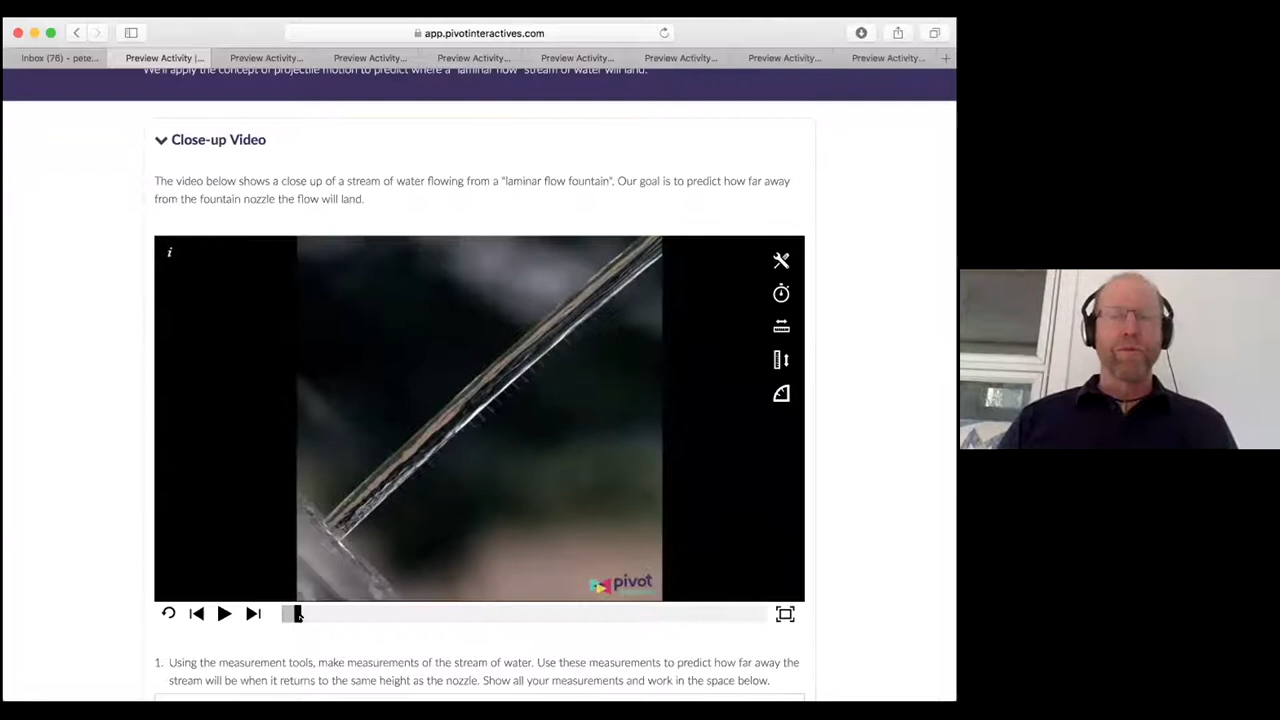 app.pivotinteractives.com
Inbox (76) - pete...
Preview Activity |...
Preview Activity...
Preview Activity...
Preview Activity...
Preview Activity...
Preview Activity...
Preview Activity...
Preview Activity...
We'll apply the concept of projectile motion to predict where a "laminar flow" stream of water will land.
Close-up Video
The video below shows a close up of a stream of water flowing from a "laminar flow fountain". Our goal is to predict how far away
from the fountain nozzle the flow will land.
i
pivot
1. Using the measurement tools, make measurements of the stream of water. Use these measurements to predict how far away the
stream will be when it returns to the same height as the nozzle. Show all your measurements and work in the space below.